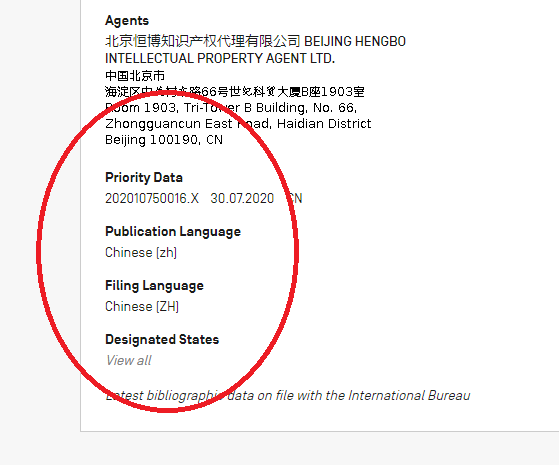 Agents
北京恒博知识产权代理有限公司 BEIJING HENGBO
INTELLECTUAL PROPERTY AGENT LTD.
中国北京市
海淀区中关村东路66号世纪科贸大厦B座1903室
Room 1903, Tri-Tower B Building, No. 66,
Zhongguancun East Road, Haidian District
Beijing 100190, CN
Priority Data
202010750016.X 30.07.2020 CN
Publication Language
Chinese [zh]
Filing Language
Chinese [ZH]
Designated States
View all
Latest bibliographic data on file with the International Bureau